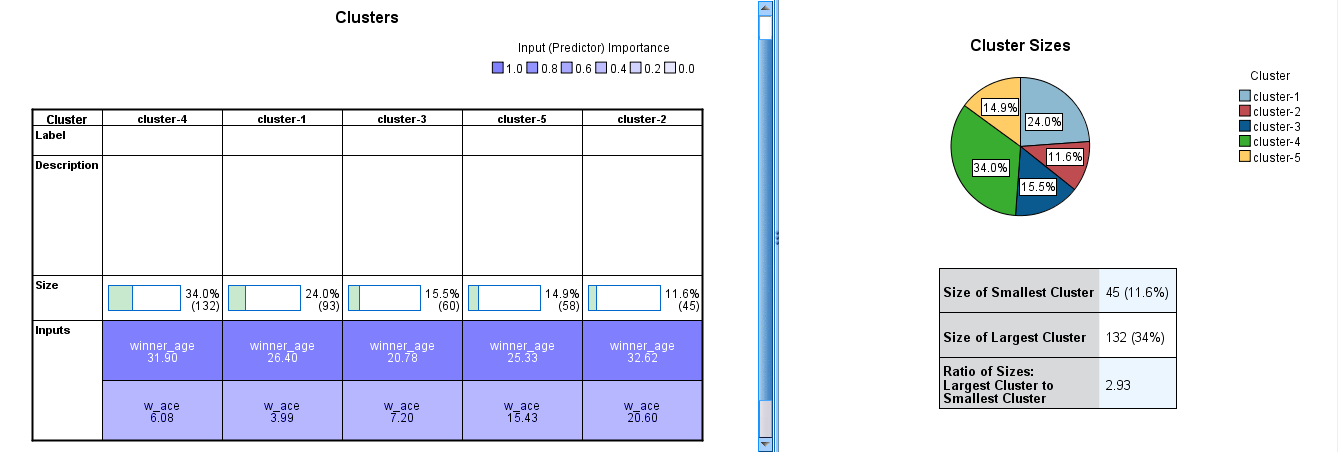 Clusters
Input (Predictor) Importance
1.0 0.8 0.6 0.4 0.2 0.0
Cluster cluster-4 cluster-1 cluster-3 cluster-5 cluster-2
Label
Description
Size
34.0% 24.0% 15.5% 14.9% 11.6%
(132) (93) (60) (58) (45)
Inputs
winner_age winner_age winner_age winner_age winner_age
31.90 26.40 20.78 25.33 32.62
w_ace w_ace w_ace w_ace w_ace
6.08 3.99 7.20 15.43 20.60
Cluster Sizes
14.9%
24.0%
11.6%
34.0%
15.5%
Cluster
cluster-1
cluster-2
cluster-3
cluster-4
cluster-5
Size of Smallest Cluster 45 (11.6%)
Size of Largest Cluster 132 (34%)
Ratio of Sizes:
Largest Cluster to 2.93
Smallest Cluster